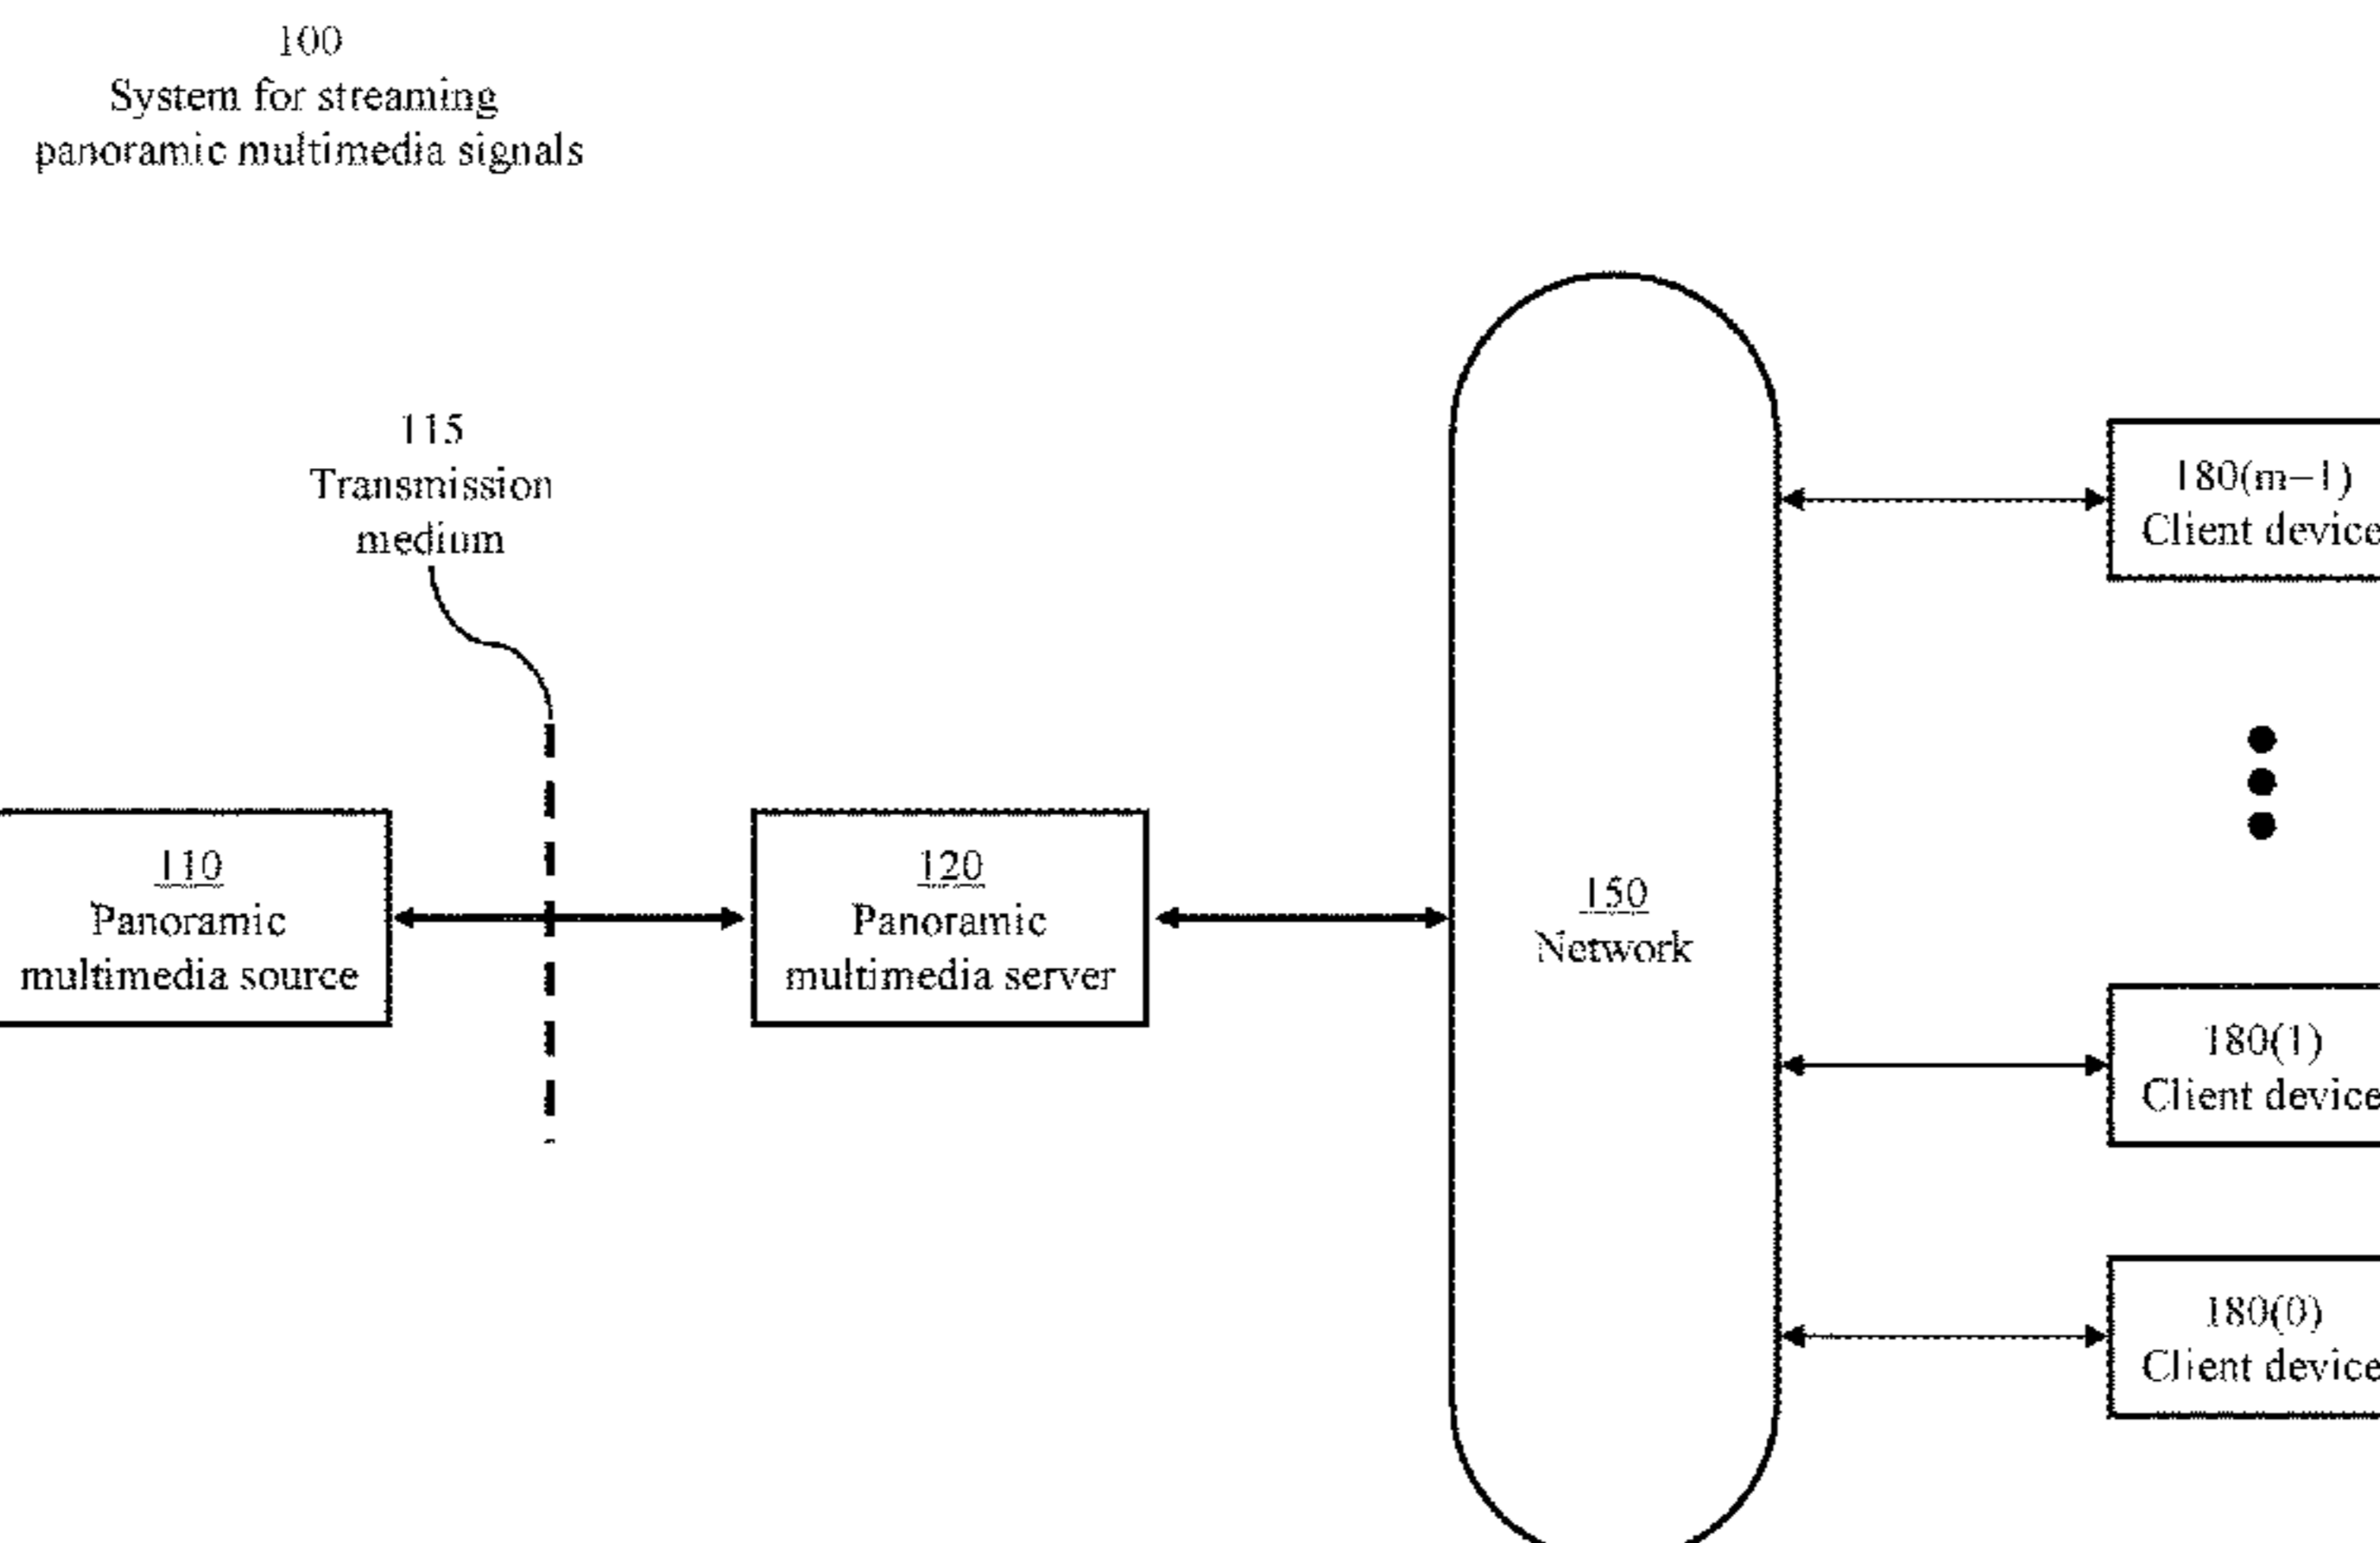 100
System for streaming
panoramic multimedia signals
115
Transmission
medium
110
Panoramic
multimedia source
120
Panoramic
multimedia server
150
Network
180(m−1)
Client device
180(1)
Client device
180(0)
Client device